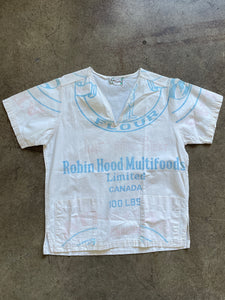 FLOUR
Robin Hood Multifoods
Limited
CANADA
100 LBS